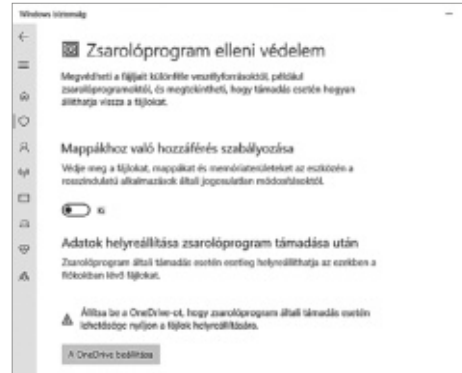 Windows biztonság
Zsarolóprogram elleni védelem
Megvédheti a fájljait különféle veszélyforrásoktól, például
zsarolóprogramoktól, és megtekintheti, hogy támadás esetén hogyan
állíthatja vissza a fájlokat.
Mappákhoz való hozzáférés szabályozása
Védje meg a fájlokat, mappákat és memóriaterületeket az eszközén a
rosszindulatú alkalmazások általi jogosulatlan módosításoktól.
Ki
Adatok helyreállítása zsarolóprogram támadása után
Zsarolóprogram általi támadás esetén esetleg helyreállíthatja az ezekben a
fiókokban lévő fájlokat.
Állítsa be a OneDrive-ot, hogy zsarolóprogram általi támadás esetén
lehetősége nyíljon a fájlok helyreállítására.
A OneDrive beállítása